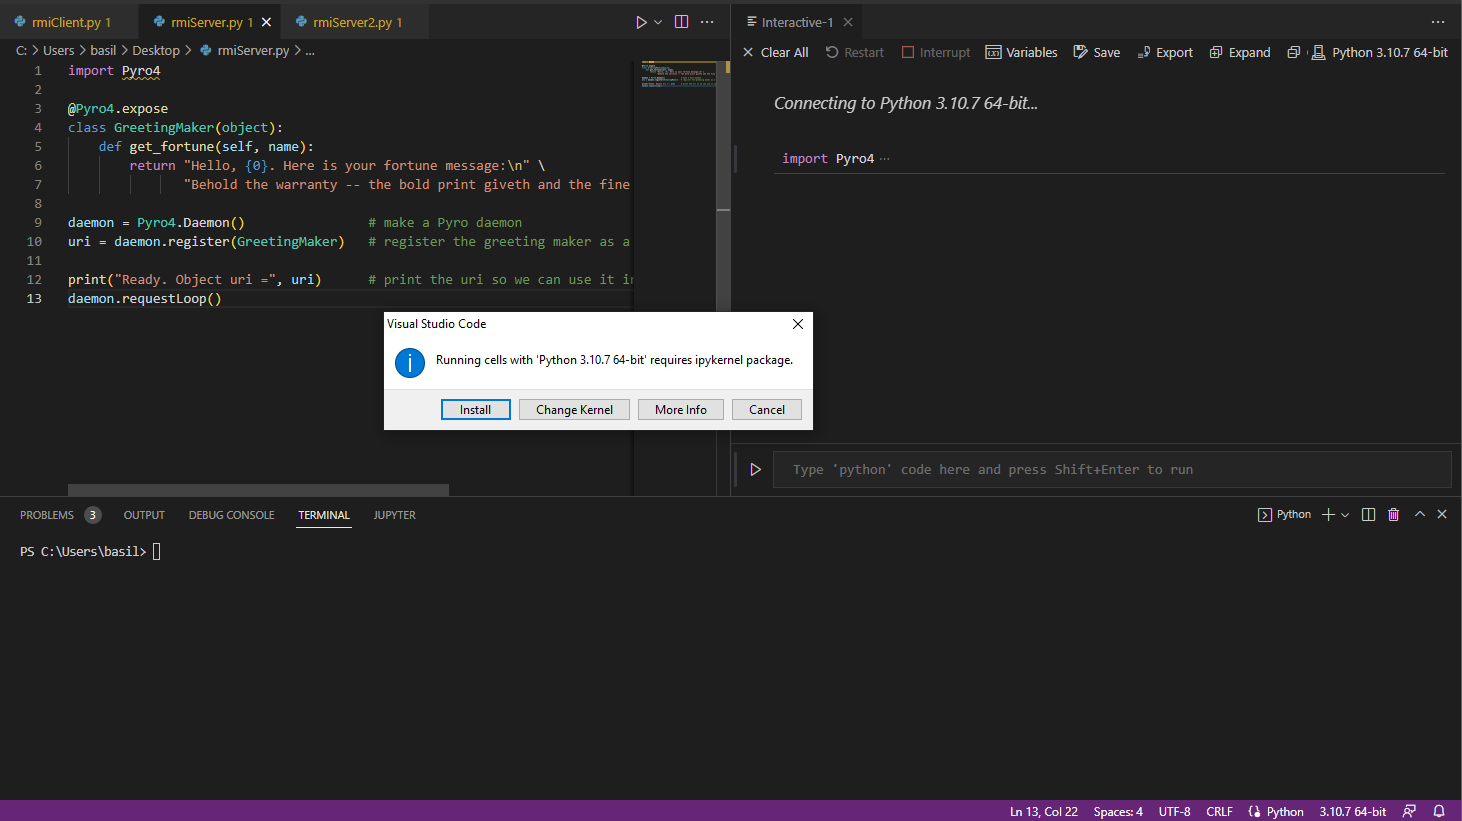 rmiClient.py 1
rmiServer.py 1
rmiServer2.py 1
Interactive-1
C: > Users > basil > Desktop > rmiServer.py > ...
Clear All Restart Interrupt Variables Save Export Expand Python 3.10.7 64-bit
1 import Pyro4
2
3 @Pyro4.expose
4 class GreetingMaker(object):
5 def get_fortune(self, name):
6 return "Hello, {0}. Here is your fortune message:\n" \
7 "Behold the warranty -- the bold print giveth and the fine
8
9 daemon = Pyro4.Daemon() # make a Pyro daemon
10 uri = daemon.register(GreetingMaker) # register the greeting maker as a
11
12 print("Ready. Object uri =", uri) # print the uri so we can use it in
13 daemon.requestLoop()
Connecting to Python 3.10.7 64-bit...
import Pyro4 ...
Visual Studio Code
Running cells with 'Python 3.10.7 64-bit' requires ipykernel package.
Install Change Kernel More Info Cancel
Type 'python' code here and press Shift+Enter to run
PROBLEMS 3 OUTPUT DEBUG CONSOLE TERMINAL JUPYTER
Python
PS C:\Users\basil>
Ln 13, Col 22 Spaces: 4 UTF-8 CRLF Python 3.10.7 64-bit